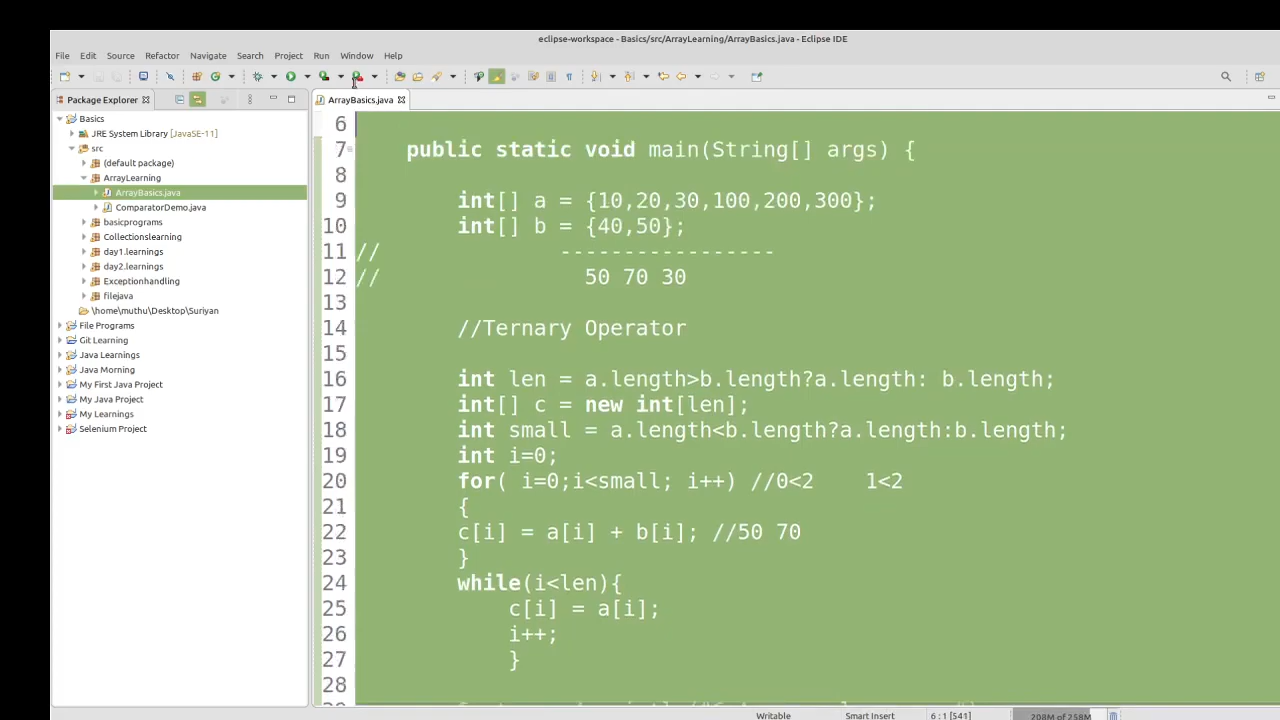 eclipse-workspace - Basics/src/ArrayLearning/ArrayBasics.java - Eclipse IDE
File Edit Source Refactor Navigate Search Project Run Window Help
Package Explorer
Basics
JRE System Library [JavaSE-11]
src
(default package)
ArrayLearning
ArrayBasics.java
ComparatorDemo.java
basicprograms
Collectionslearning
day1.learnings
day2.learnings
Exceptionhandling
filejava
\home\muthu\Desktop\Suriyan
File Programs
Git Learning
Java Learnings
Java Morning
My First Java Project
My Java Project
My Learnings
Selenium Project
ArrayBasics.java
6
7 public static void main(String[] args) {
8
9 int[] a = {10,20,30,100,200,300};
10 int[] b = {40,50};
11 // -----------------
12 // 50 70 30
13
14 //Ternary Operator
15
16 int len = a.length>b.length?a.length: b.length;
17 int[] c = new int[len];
18 int small = a.length<b.length?a.length:b.length;
19 int i=0;
20 for( i=0;i<small; i++) //0<2 1<2
21 {
22 c[i] = a[i] + b[i]; //50 70
23 }
24 while(i<len){
25 c[i] = a[i];
26 i++;
27 }
28
Writable Smart Insert 6 : 1 [541] 208M of 258M